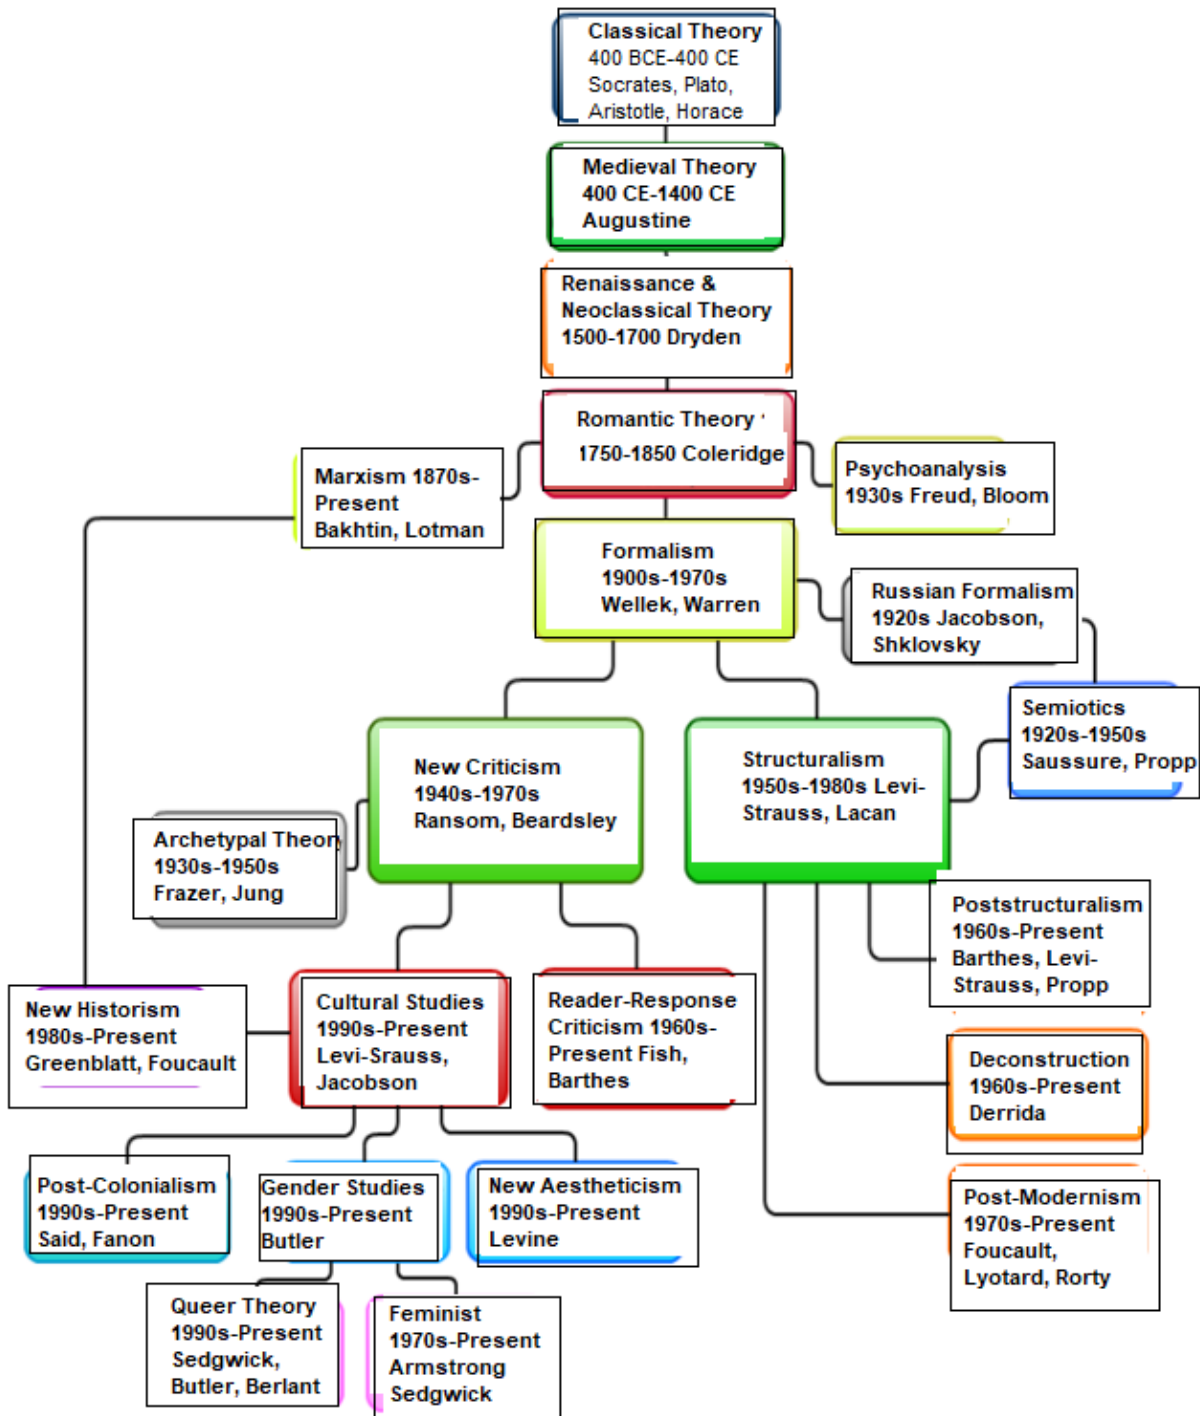 Classical Theory
400 BCE-400 CE
Socrates, Plato,
Aristotle, Horace
Medieval Theory
400 CE-1400 CE
Augustine
Renaissance &
Neoclassical Theory
1500-1700 Dryden
Romantic Theory
1750-1850 Coleridge
Marxism 1870s-
Present
Bakhtin, Lotman
Psychoanalysis
1930s Freud, Bloom
Formalism
1900s-1970s
Wellek, Warren
Russian Formalism
1920s Jacobson,
Shklovsky
Semiotics
1920s-1950s
Saussure, Propp
New Criticism
1940s-1970s
Ransom, Beardsley
Structuralism
1950s-1980s Levi-
Strauss, Lacan
Archetypal Theory
1930s-1950s
Frazer, Jung
Poststructuralism
1960s-Present
Barthes, Levi-
Strauss, Propp
New Historism
1980s-Present
Greenblatt, Foucault
Cultural Studies
1990s-Present
Levi-Srauss,
Jacobson
Reader-Response
Criticism 1960s-
Present Fish,
Barthes
Deconstruction
1960s-Present
Derrida
Post-Colonialism
1990s-Present
Said, Fanon
Gender Studies
1990s-Present
Butler
New Aestheticism
1990s-Present
Levine
Post-Modernism
1970s-Present
Foucault,
Lyotard, Rorty
Queer Theory
1990s-Present
Sedgwick,
Butler, Berlant
Feminist
1970s-Present
Armstrong
Sedgwick